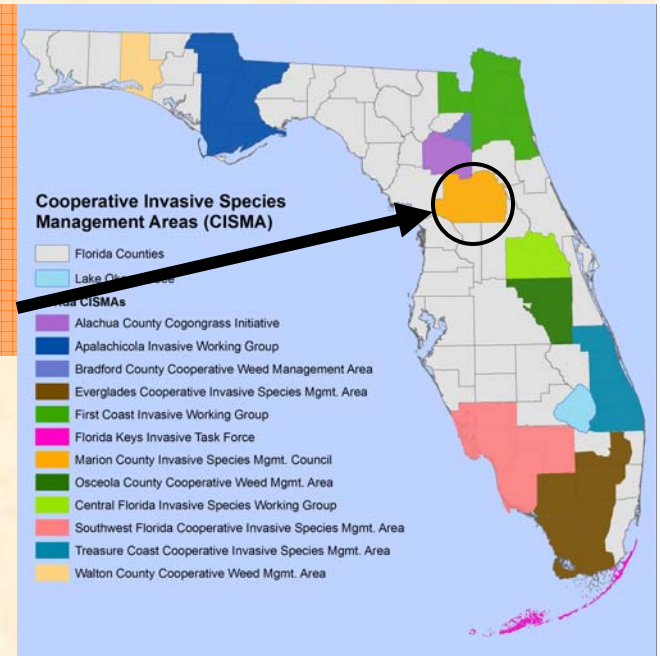 Cooperative Invasive Species
Management Areas (CISMA)
Florida Counties
Lake
CISMAs
Alachua County Cogongrass Initiative
Apalachicola Invasive Working Group
Bradford County Cooperative Weed Management Area
Everglades Cooperative Invasive Species Mgmt. Area
First Coast Invasive Working Group
Florida Keys Invasive Task Force
Marion County Invasive Species Mgmt. Council
Osceola County Cooperative Weed Mgmt. Area
Central Florida Invasive Species Working Group
Southwest Florida Cooperative Invasive Species Mgmt. Area
Treasure Coast Cooperative Invasive Species Mgmt. Area
Walton County Cooperative Weed Mgmt. Area